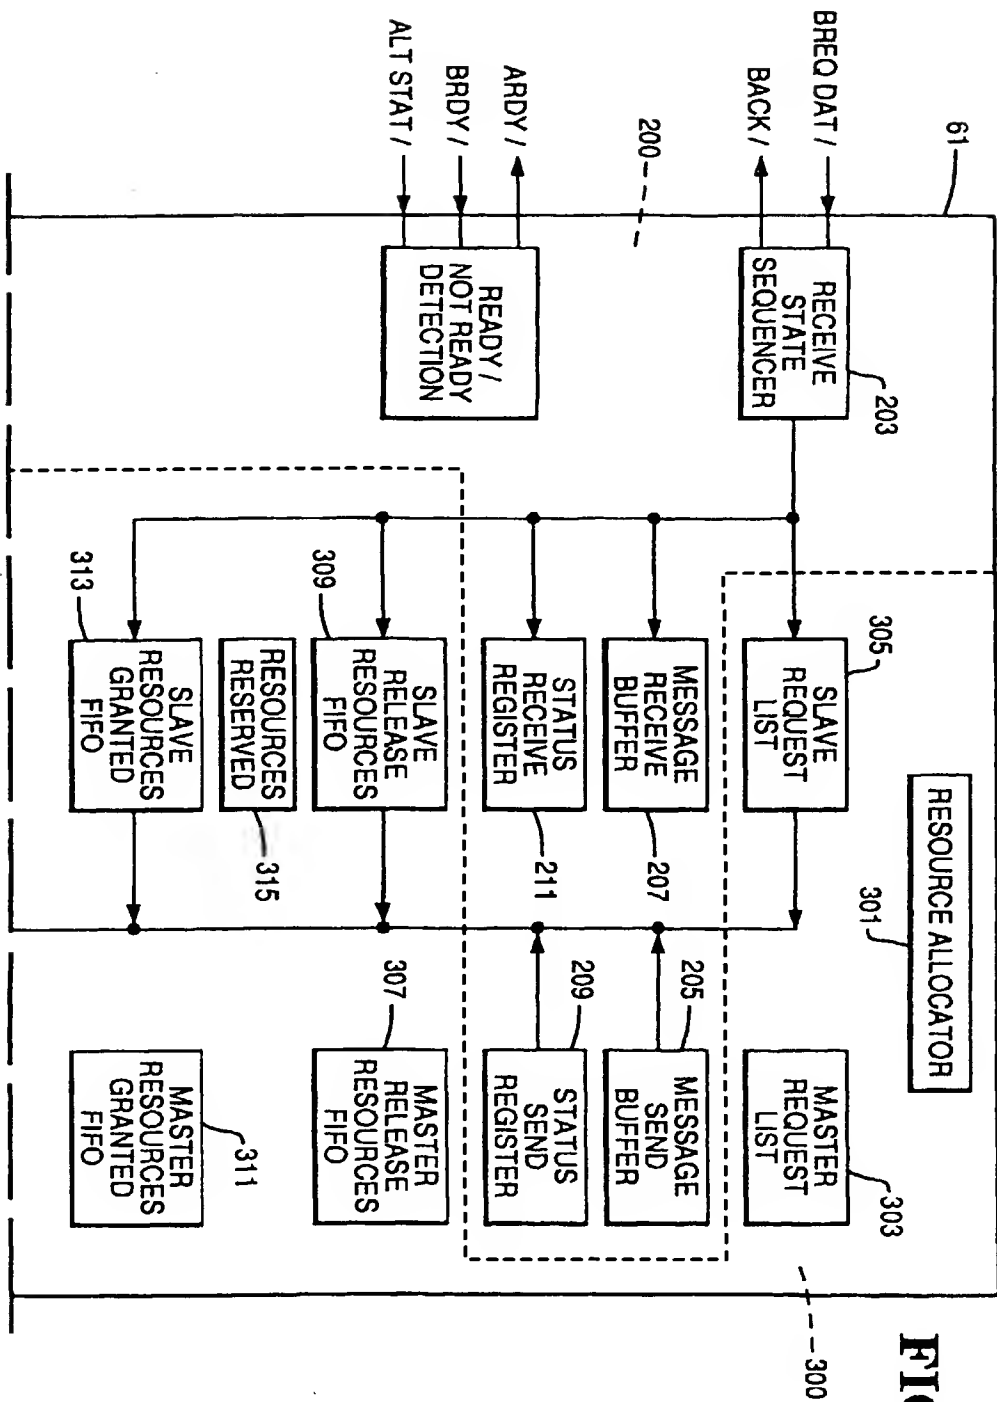 FIG
61
BREQ DAT /
BACK /
200
ARDY /
BRDY /
ALT STAT /
RECEIVE
STATE
SEQUENCER
203
READY /
NOT READY
DETECTION
RESOURCE ALLOCATOR
301
305
SLAVE
REQUEST
LIST
MASTER
REQUEST
LIST
303
300
MESSAGE
RECEIVE
BUFFER
207
205
MESSAGE
SEND
BUFFER
STATUS
RECEIVE
REGISTER
211
209
STATUS
SEND
REGISTER
309
SLAVE
RELEASE
RESOURCES
FIFO
307
MASTER
RELEASE
RESOURCES
FIFO
RESOURCES
RESERVED
315
313
SLAVE
RESOURCES
GRANTED
FIFO
MASTER
RESOURCES
GRANTED
FIFO
311